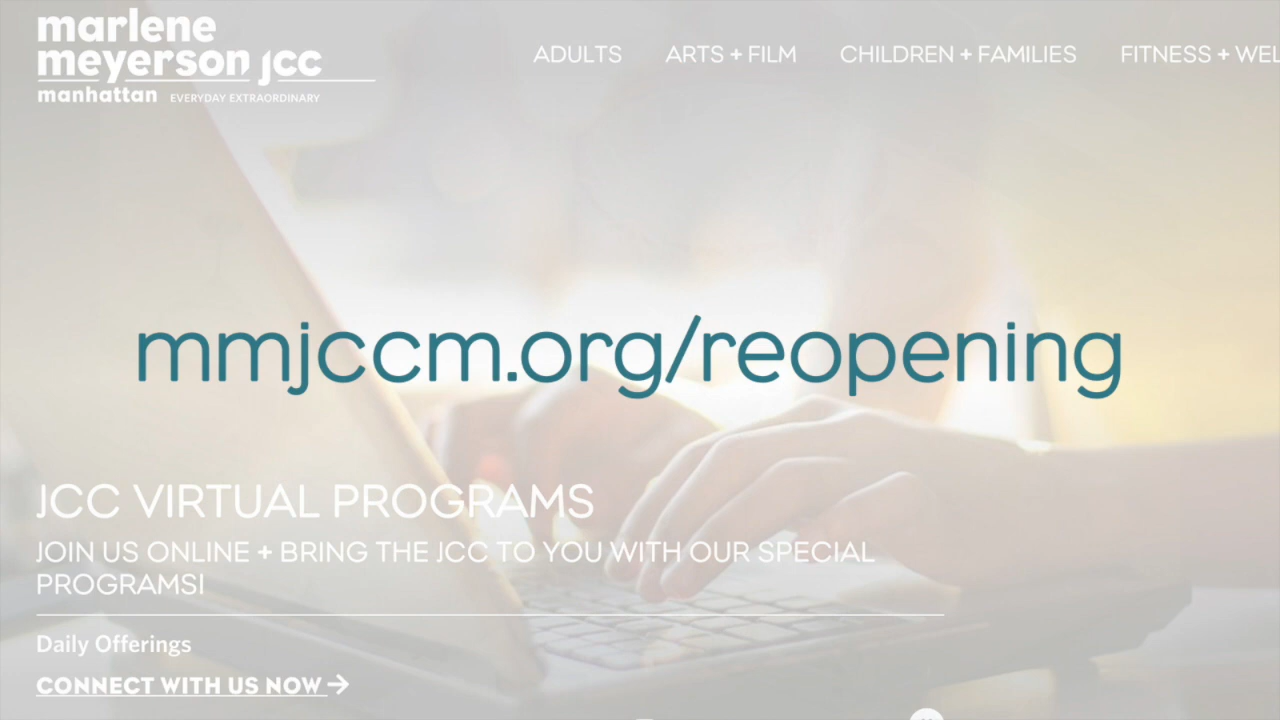 marlene
meyerson jcc
manhattan EVERYDAY EXTRAORDINARY
ADULTS ARTS + FILM CHILDREN + FAMILIES FITNESS + WEL
mmjccm.org/reopening
JCC VIRTUAL PROGRAMS
JOIN US ONLINE + BRING THE JCC TO YOU WITH OUR SPECIAL
PROGRAMS!
Daily Offerings
CONNECT WITH US NOW →